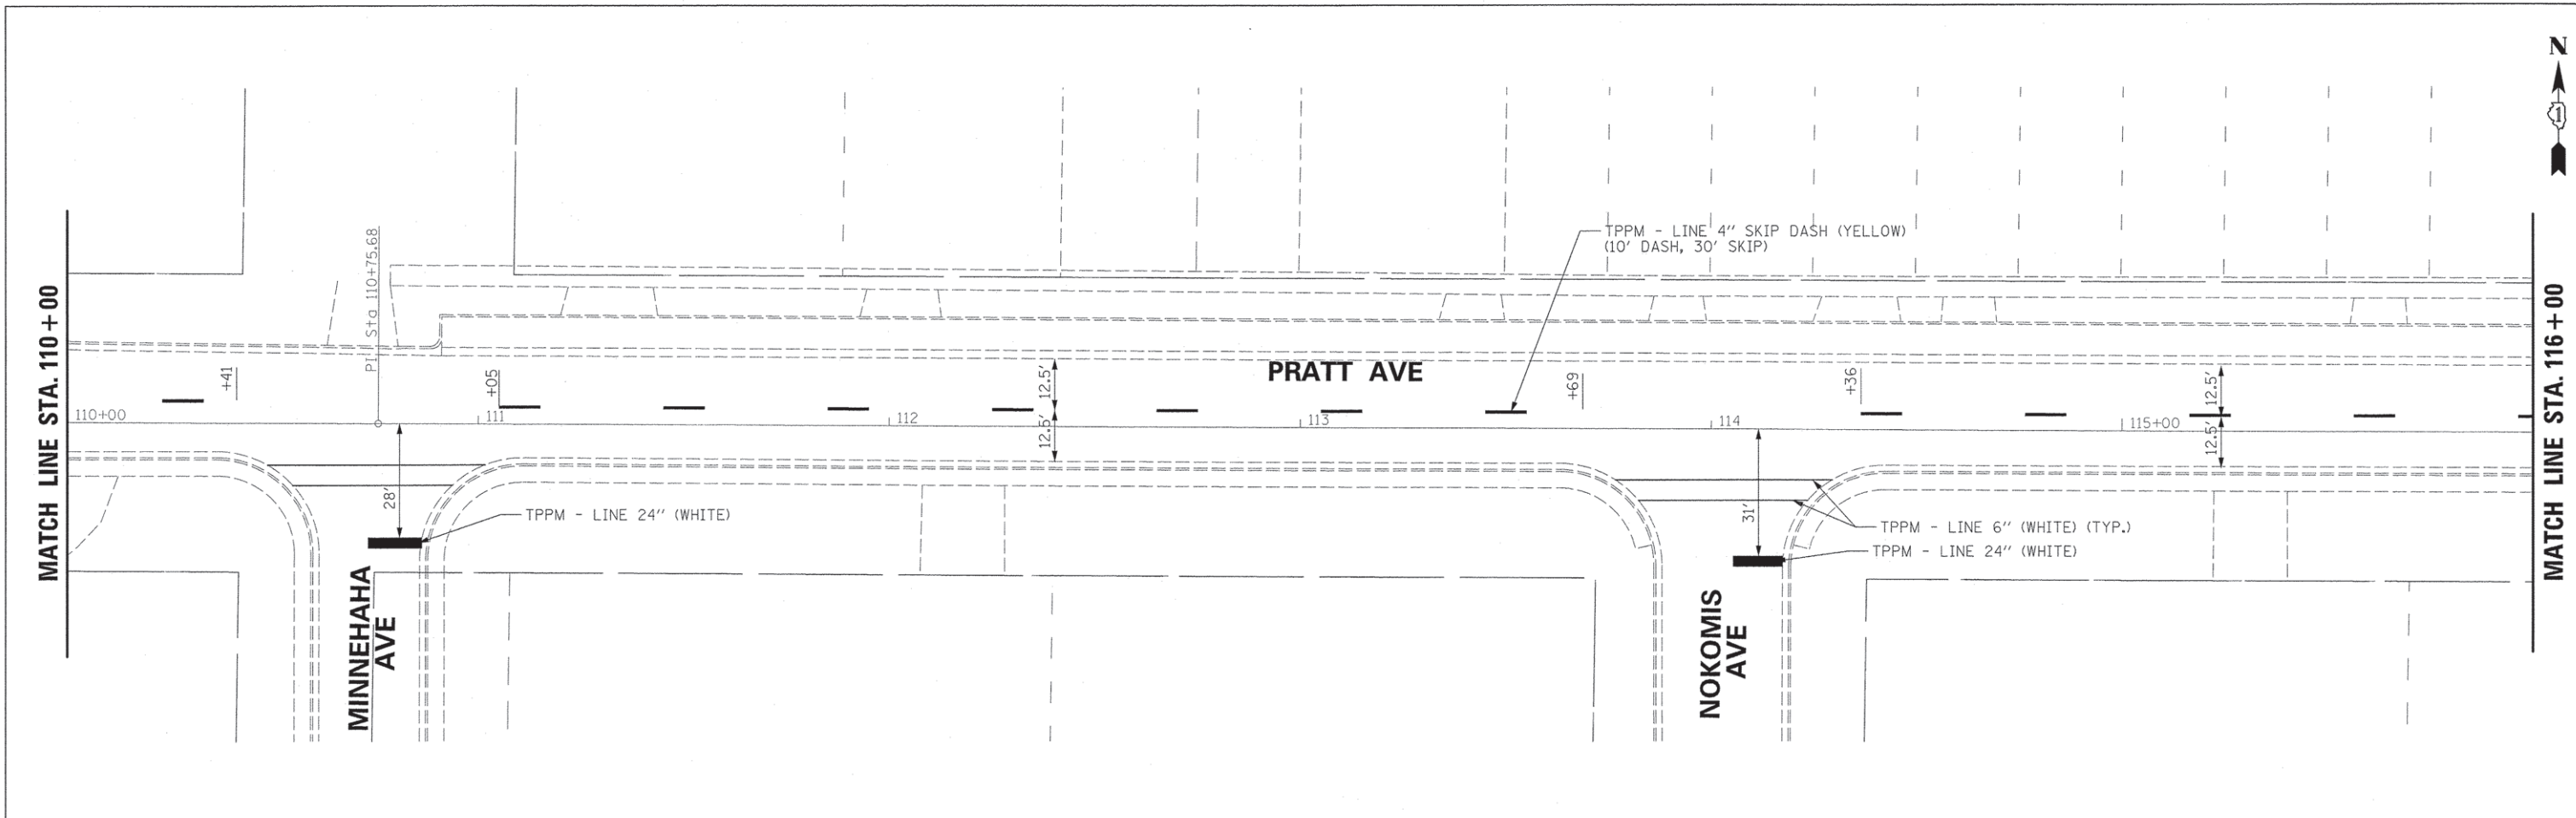 N
1
TPPM - LINE 4" SKIP DASH (YELLOW)
(10' DASH, 30' SKIP)
PI Sta 110+75.68
MATCH LINE STA. 110 + 00
MATCH LINE STA. 116 + 00
PRATT AVE
+41
+05
12.5'
+69
+36
12.5'
110+00
111
112
113
114
115+00
12.5'
12.5'
28'
31'
TPPM - LINE 24" (WHITE)
TPPM - LINE 6" (WHITE) (TYP.)
TPPM - LINE 24" (WHITE)
MINNEHAHA
AVE
NOKOMIS
AVE